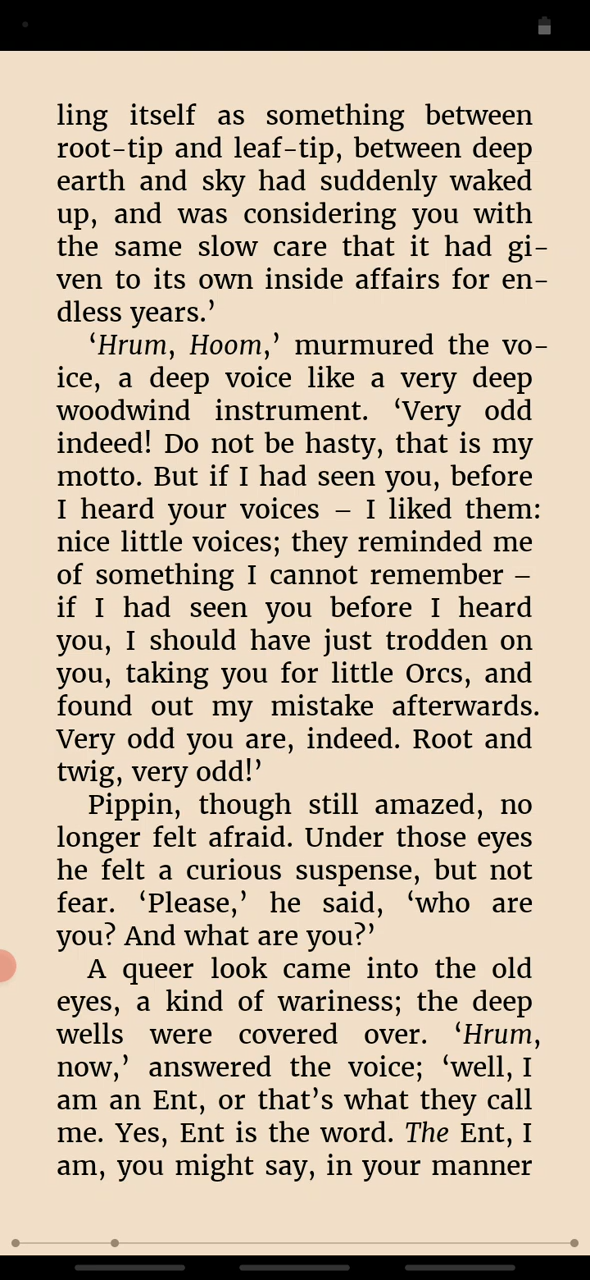 ling itself as something between
root-tip and leaf-tip, between deep
earth and sky had suddenly waked
up, and was considering you with
the same slow care that it had gi-
ven to its own inside affairs for en-
dless years.’
‘Hrum, Hoom,’ murmured the vo-
ice, a deep voice like a very deep
woodwind instrument. ‘Very odd
indeed! Do not be hasty, that is my
motto. But if I had seen you, before
I heard your voices – I liked them:
nice little voices; they reminded me
of something I cannot remember –
if I had seen you before I heard
you, I should have just trodden on
you, taking you for little Orcs, and
found out my mistake afterwards.
Very odd you are, indeed. Root and
twig, very odd!’
Pippin, though still amazed, no
longer felt afraid. Under those eyes
he felt a curious suspense, but not
fear. ‘Please,’ he said, ‘who are
you? And what are you?’
A queer look came into the old
eyes, a kind of wariness; the deep
wells were covered over. ‘Hrum,
now,’ answered the voice; ‘well, I
am an Ent, or that’s what they call
me. Yes, Ent is the word. The Ent, I
am, you might say, in your manner